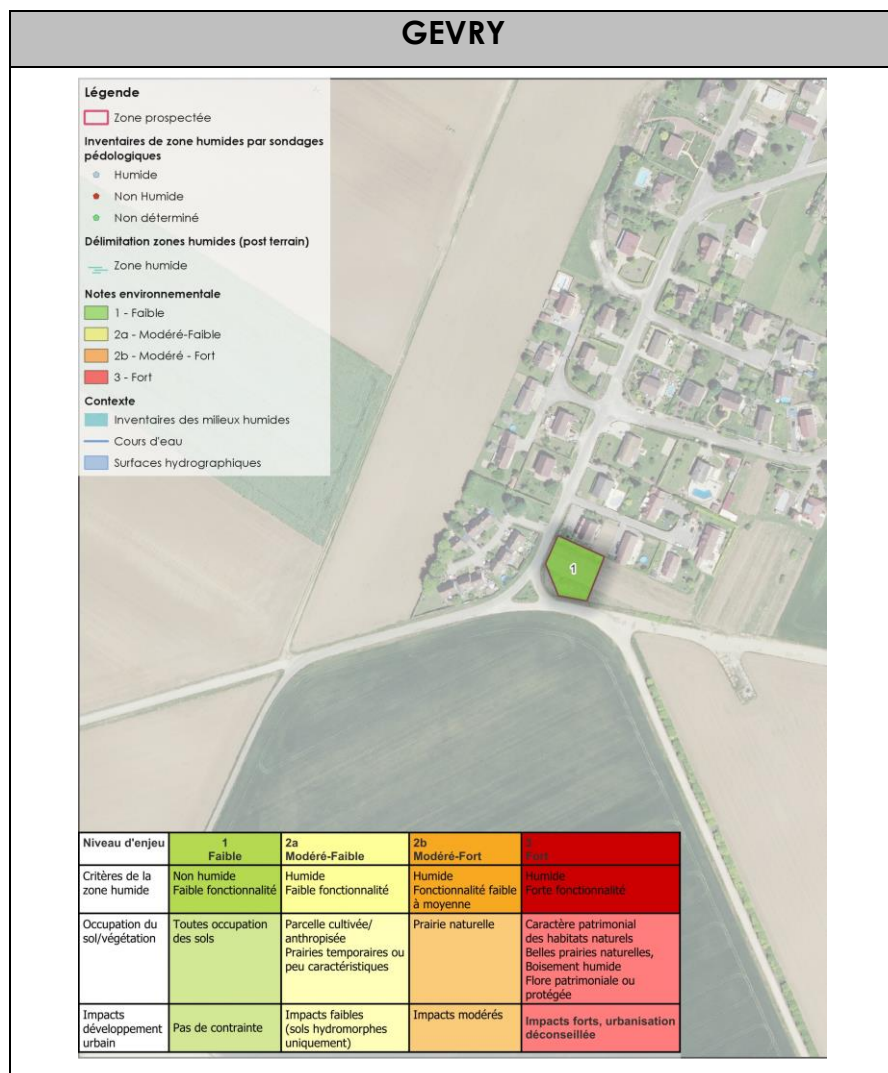 GEVRY
Légende
Zone prospectée
Inventaires de zone humides par sondages
pédologiques
Humide
Non Humide
Non déterminé
Délimitation zones humides (post terrain)
Zone humide
Notes environnementale
1 - Faible
2a - Modéré-Faible
2b - Modéré - Fort
3 - Fort
Contexte
Inventaires des milieux humides
Cours d'eau
Surfaces hydrographiques
1
Niveau d'enjeu
1
Faible
2a
Modéré-Faible
2b
Modéré-Fort
3
Fort
Critères de la
zone humide
Non humide
Faible fonctionnalité
Humide
Faible fonctionnalité
Humide
Fonctionnalité faible
à moyenne
Humide
Forte fonctionnalité
Occupation du
sol/végétation
Toutes occupation
des sols
Parcelle cultivée/
anthropisée
Prairies temporaires ou
peu caractéristiques
Prairie naturelle
Caractère patrimonial
des habitats naturels
Belles prairies naturelles,
Boisement humide
Flore patrimoniale ou
protégée
Impacts
développement
urbain
Pas de contrainte
Impacts faibles
(sols hydromorphes
uniquement)
Impacts modérés
Impacts forts, urbanisation
déconseillée